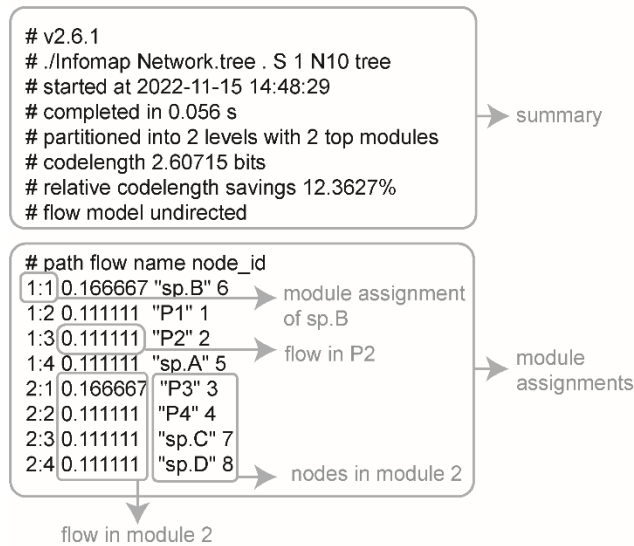 # v2.6.1
# ./Infomap Network.tree . S 1 N10 tree
# started at 2022-11-15 14:48:29
# completed in 0.056 s
# partitioned into 2 levels with 2 top modules
# codelength 2.60715 bits
# relative codelength savings 12.3627%
# flow model undirected
summary
# path flow name node_id
1:1 0.166667 "sp.B" 6
1:2 0.111111 "P1" 1
1:3 0.111111 "P2" 2
1:4 0.111111 "sp.A" 5
2:1 0.166667 "P3" 3
2:2 0.111111 "P4" 4
2:3 0.111111 "sp.C" 7
2:4 0.111111 "sp.D" 8
module assignment
of sp.B
flow in P2
module
assignments
nodes in module 2
flow in module 2